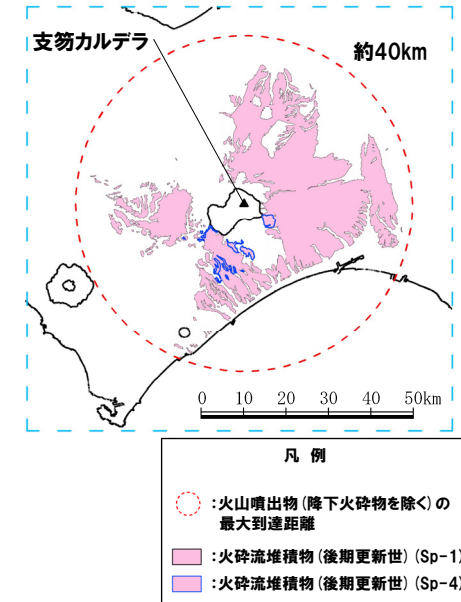 支笏カルデラ
約40km
0 10 20 30 40 50km
凡 例
:火山噴出物(降下火砕物を除く)の
最大到達距離
:火砕流堆積物(後期更新世)(Sp-1)
:火砕流堆積物(後期更新世)(Sp-4)